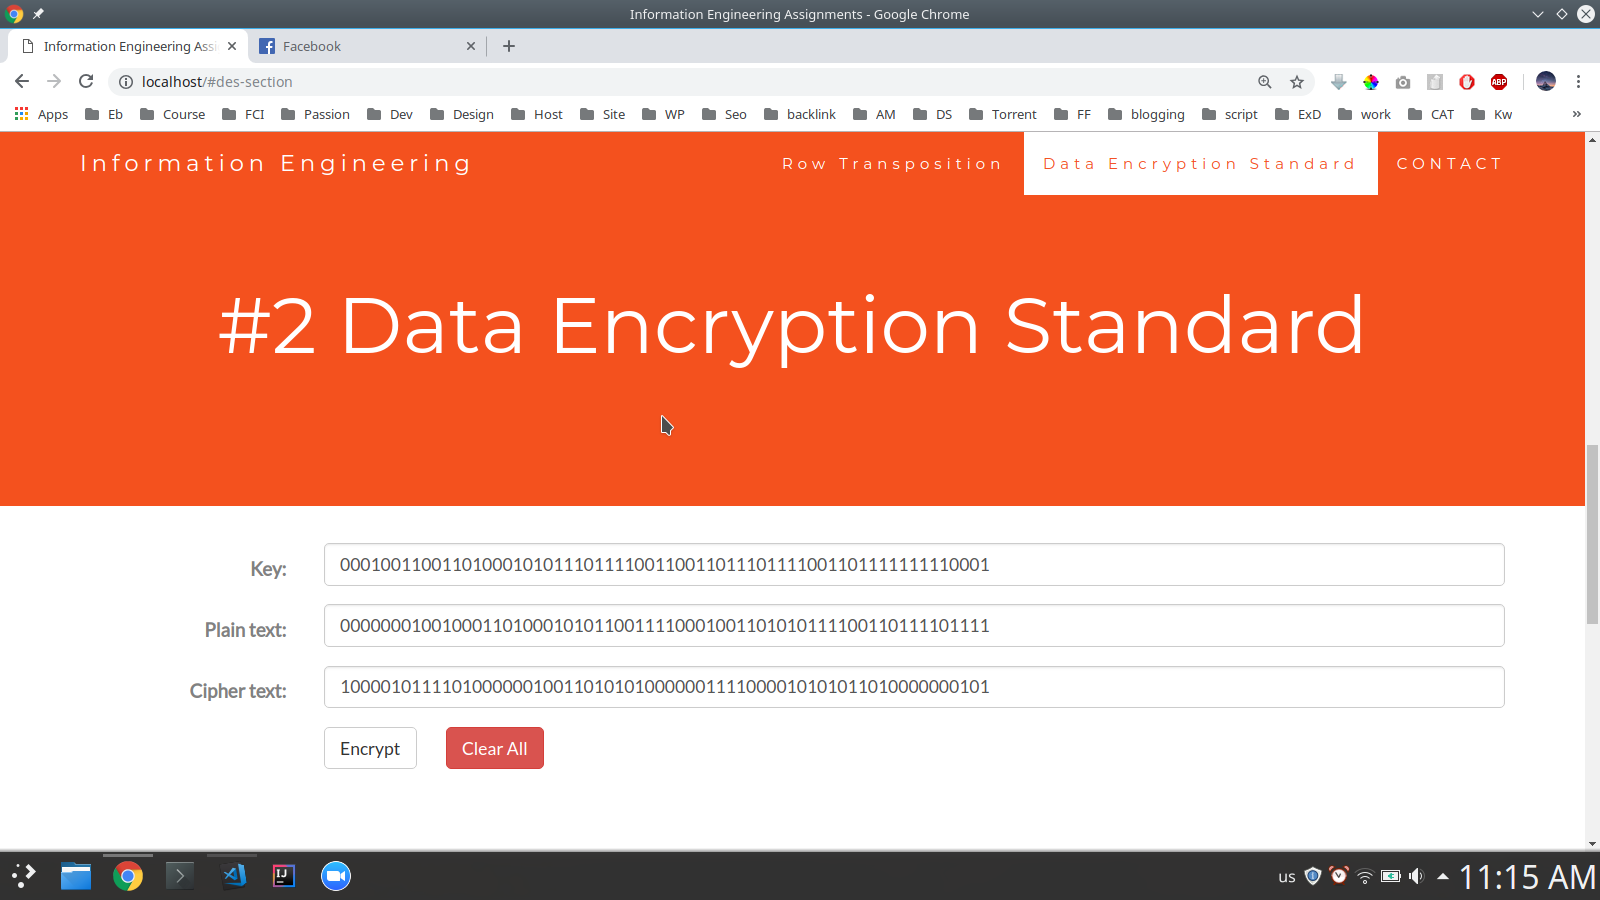 Information Engineering Assignments - Google Chrome
Information Engineering Assi
Facebook
localhost/#des-section
ABP
Apps Eb Course FCI Passion Dev Design Host Site WP Seo backlink AM DS Torrent FF blogging script ExD work CAT Kw »
Information Engineering Row Transposition Data Encryption Standard CONTACT
#2 Data Encryption Standard
Key: 0001001100110100010101110111100110011011101111001101111111110001
Plain text: 0000000100100011010001010110011110001001101010111100110111101111
Cipher text: 1000010111101000000100110101010000001111000010101011010000000101
Encrypt Clear All
IJ us 11:15 AM